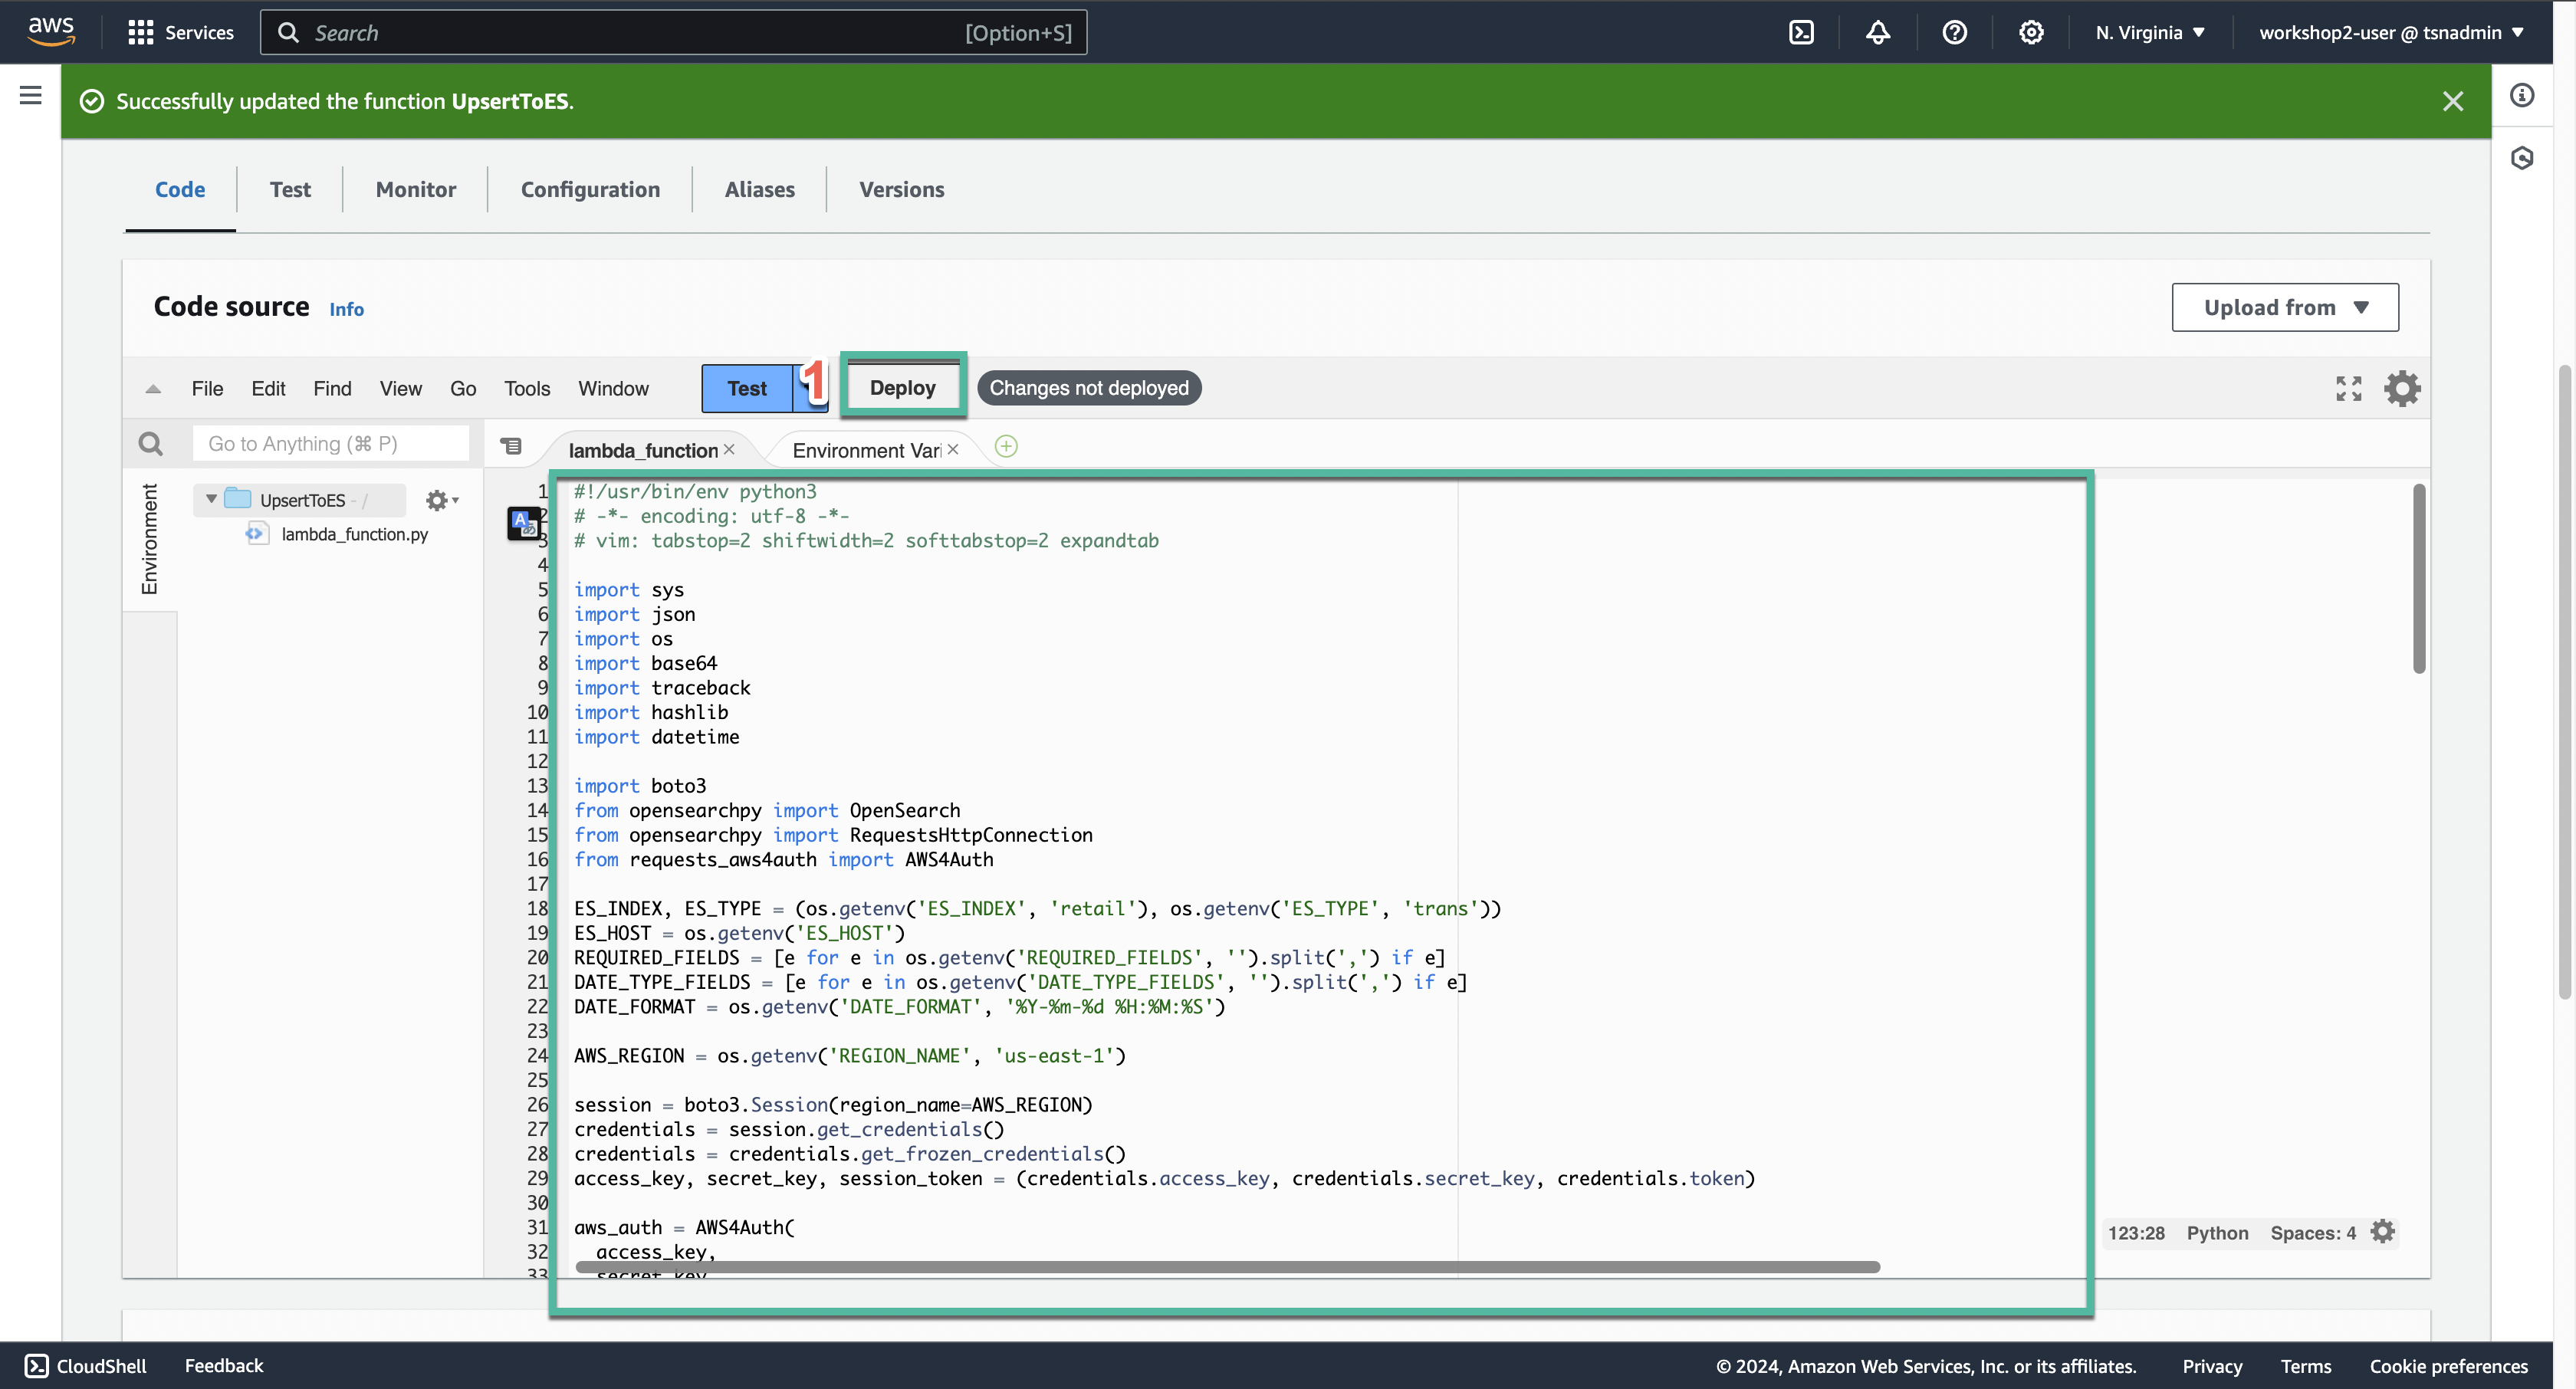 aws
Services
Search
[Option+S]
N. Virginia ▼
workshop2-user @ tsnadmin ▼
Successfully updated the function UpsertToES.
Code
Test
Monitor
Configuration
Aliases
Versions
Code source Info
Upload from ▼
File Edit Find View Go Tools Window
Test
1
Deploy
Changes not deployed
Go to Anything (⌘ P)
lambda_function ×
Environment Vari ×
Environment
UpsertToES - /
lambda_function.py
1 #!/usr/bin/env python3
2 # -*- encoding: utf-8 -*-
3 # vim: tabstop=2 shiftwidth=2 softtabstop=2 expandtab
4
5 import sys
6 import json
7 import os
8 import base64
9 import traceback
10 import hashlib
11 import datetime
12
13 import boto3
14 from opensearchpy import OpenSearch
15 from opensearchpy import RequestsHttpConnection
16 from requests_aws4auth import AWS4Auth
17
18 ES_INDEX, ES_TYPE = (os.getenv('ES_INDEX', 'retail'), os.getenv('ES_TYPE', 'trans'))
19 ES_HOST = os.getenv('ES_HOST')
20 REQUIRED_FIELDS = [e for e in os.getenv('REQUIRED_FIELDS', '').split(',') if e]
21 DATE_TYPE_FIELDS = [e for e in os.getenv('DATE_TYPE_FIELDS', '').split(',') if e]
22 DATE_FORMAT = os.getenv('DATE_FORMAT', '%Y-%m-%d %H:%M:%S')
23
24 AWS_REGION = os.getenv('REGION_NAME', 'us-east-1')
25
26 session = boto3.Session(region_name=AWS_REGION)
27 credentials = session.get_credentials()
28 credentials = credentials.get_frozen_credentials()
29 access_key, secret_key, session_token = (credentials.access_key, credentials.secret_key, credentials.token)
30
31 aws_auth = AWS4Auth(
32 access_key,
33 secret_key
123:28 Python Spaces: 4
CloudShell
Feedback
© 2024, Amazon Web Services, Inc. or its affiliates.
Privacy
Terms
Cookie preferences